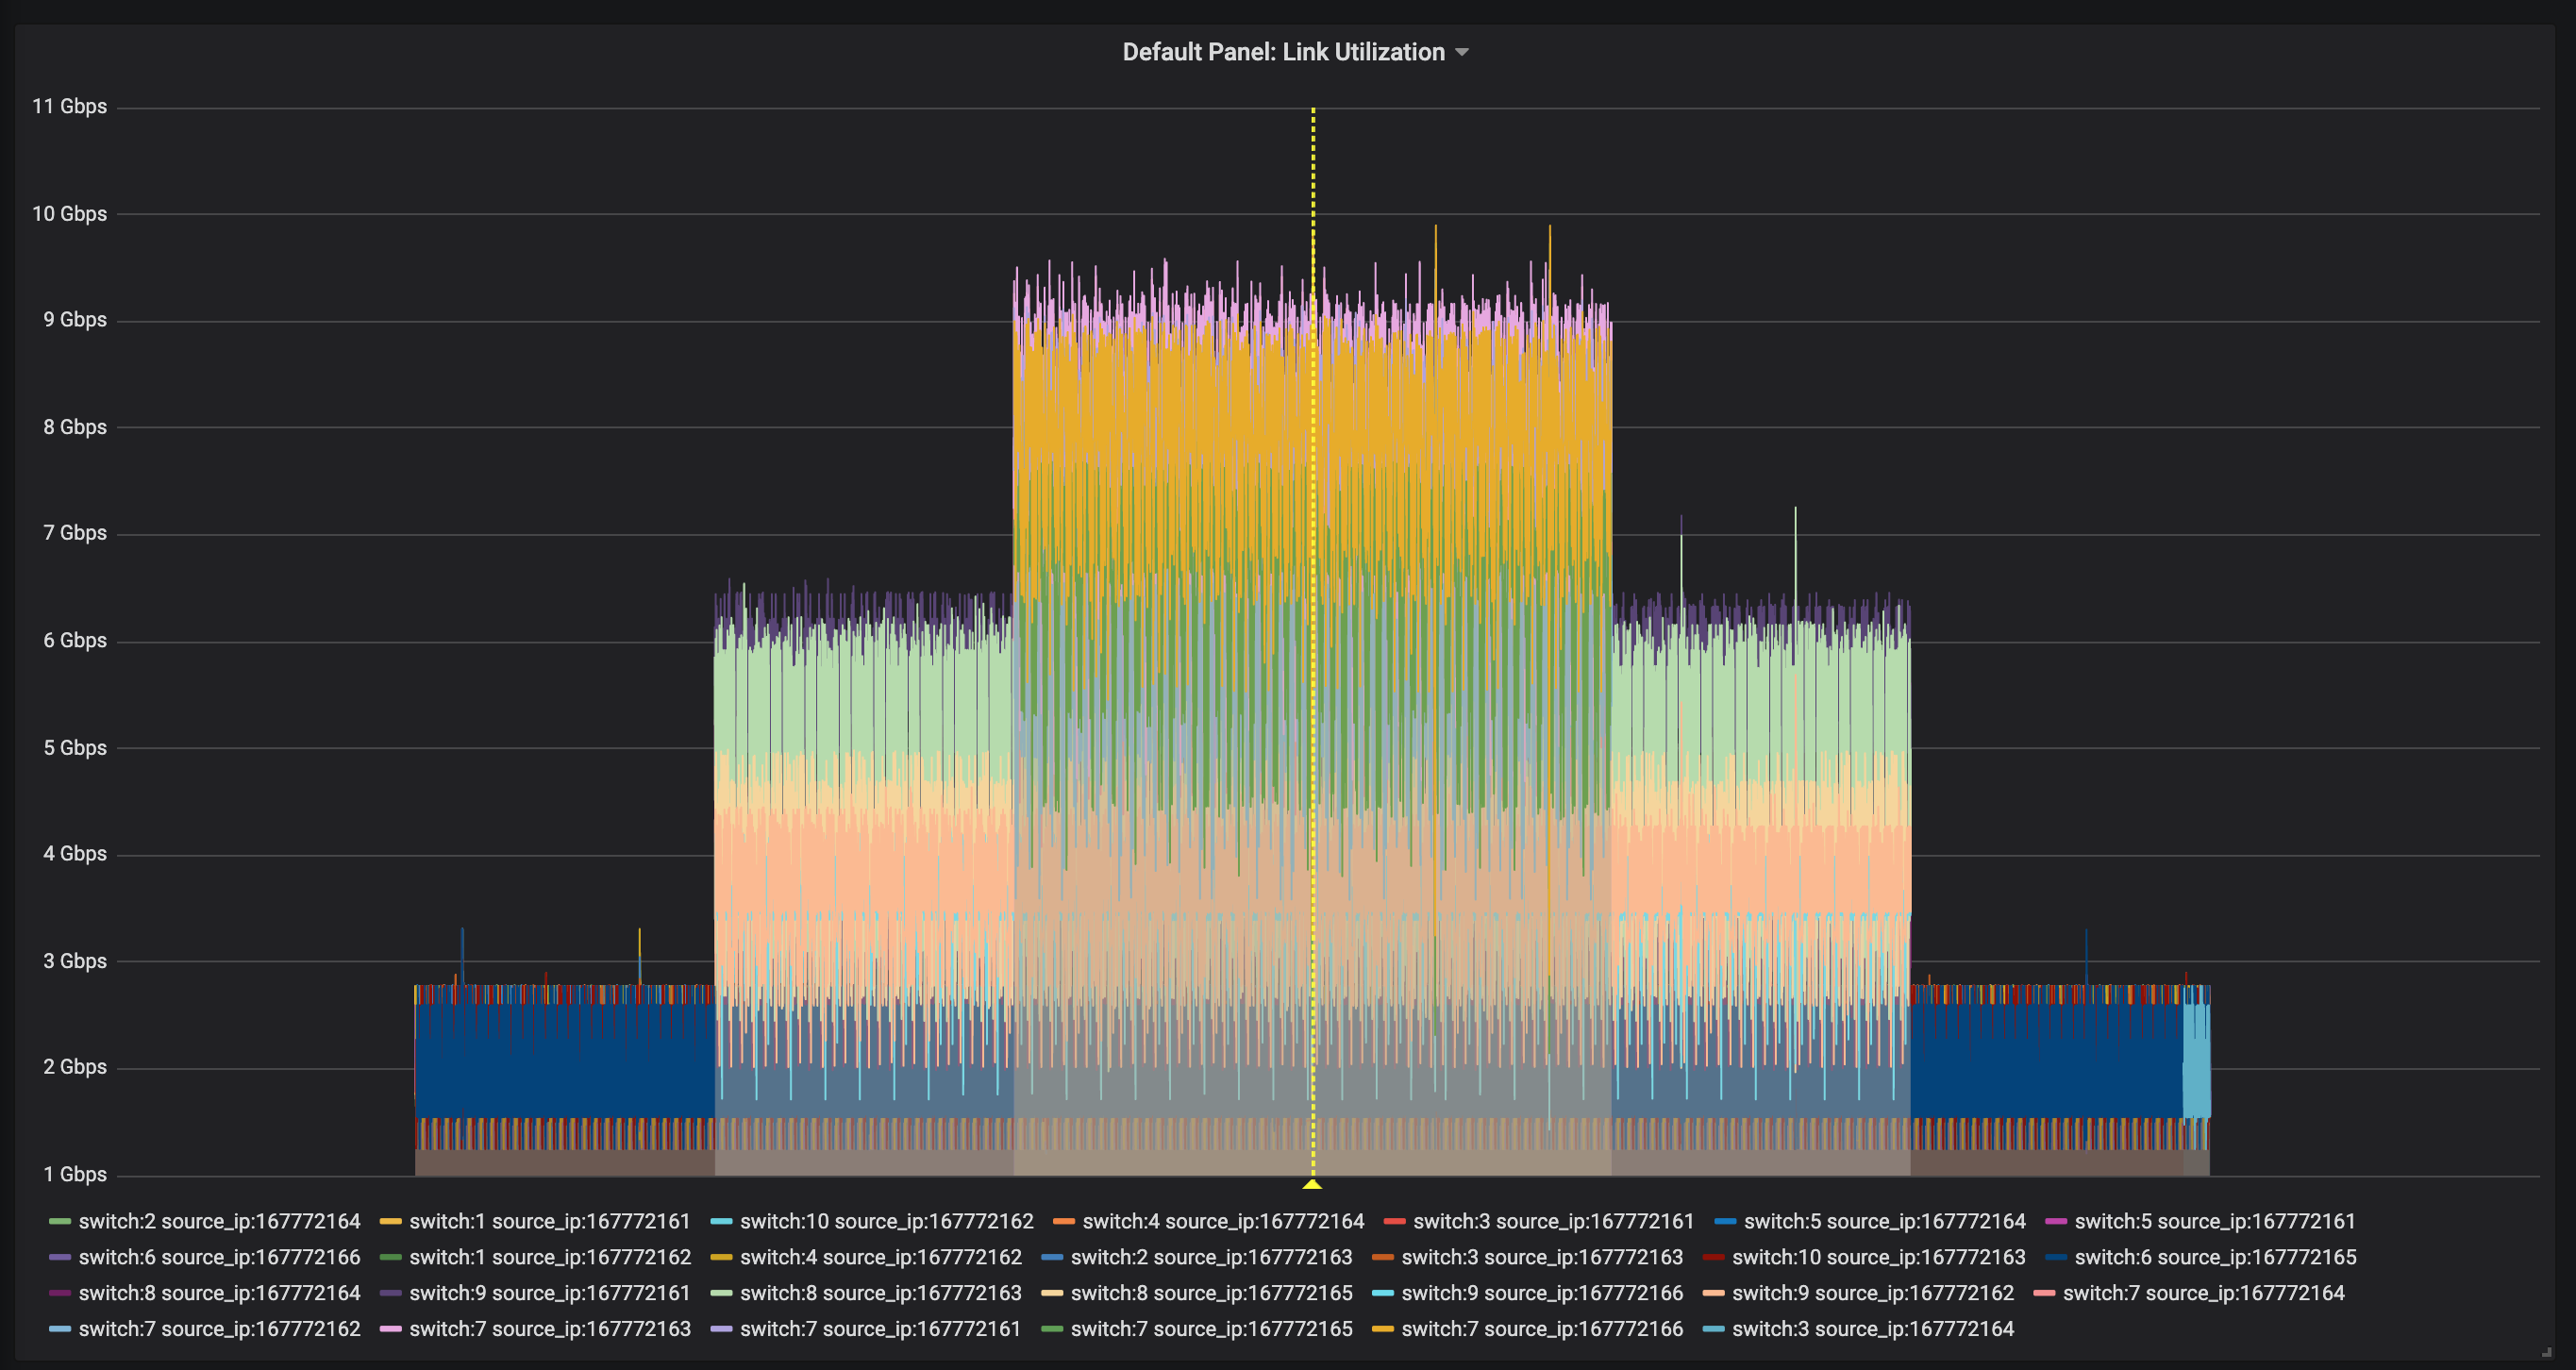 Default Panel: Link Utilization
11 Gbps
10 Gbps
9 Gbps
8 Gbps
7 Gbps
6 Gbps
5 Gbps
4 Gbps
3 Gbps
2 Gbps
1 Gbps
switch:2 source_ip:167772164 switch:1 source_ip:167772161 switch:10 source_ip:167772162 switch:4 source_ip:167772164 switch:3 source_ip:167772161 switch:5 source_ip:167772164 switch:5 source_ip:167772161
switch:6 source_ip:167772166 switch:1 source_ip:167772162 switch:4 source_ip:167772162 switch:2 source_ip:167772163 switch:3 source_ip:167772163 switch:10 source_ip:167772163 switch:6 source_ip:167772165
switch:8 source_ip:167772164 switch:9 source_ip:167772161 switch:8 source_ip:167772163 switch:8 source_ip:167772165 switch:9 source_ip:167772166 switch:9 source_ip:167772162 switch:7 source_ip:167772164
switch:7 source_ip:167772162 switch:7 source_ip:167772163 switch:7 source_ip:167772161 switch:7 source_ip:167772165 switch:7 source_ip:167772166 switch:3 source_ip:167772164